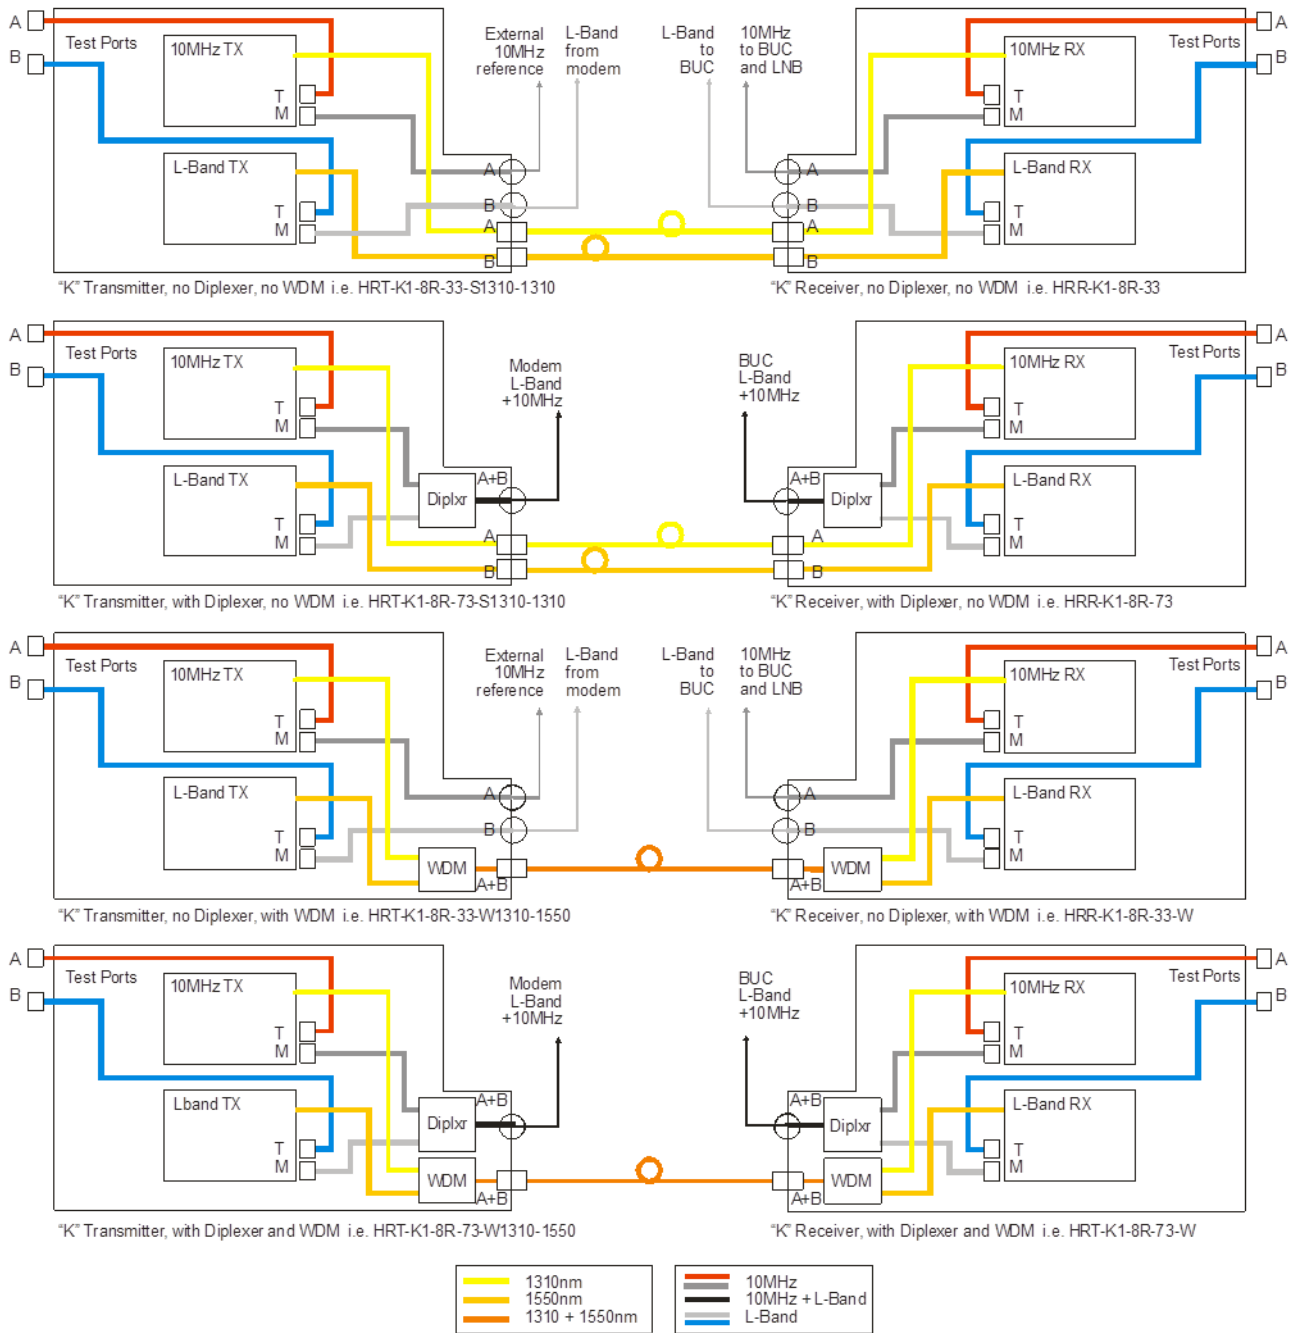 A
B
Test Ports
10MHz TX
T
M
L-Band TX
T
M
External
10MHz
reference
L-Band
from
modem
A
B
A
B
L-Band
to
BUC
10MHz
to BUC
and LNB
A
B
A
B
10MHz RX
T
M
L-Band RX
T
M
Test Ports
A
B
"K" Transmitter, no Diplexer, no WDM i.e. HRT-K1-8R-33-S1310-1310
"K" Receiver, no Diplexer, no WDM i.e. HRR-K1-8R-33
A
B
Test Ports
10MHz TX
T
M
L-Band TX
T
M
Modem
L-Band
+10MHz
Diplxr
A+B
A
B
BUC
L-Band
+10MHz
A+B
Diplxr
A
B
10MHz RX
T
M
L-Band RX
T
M
Test Ports
A
B
"K" Transmitter, with Diplexer, no WDM i.e. HRT-K1-8R-73-S1310-1310
"K" Receiver, with Diplexer, no WDM i.e. HRR-K1-8R-73
A
B
Test Ports
10MHz TX
T
M
L-Band TX
T
M
External
10MHz
reference
L-Band
from
modem
A
B
WDM
A+B
L-Band
to
BUC
10MHz
to BUC
and LNB
A
B
A+B
WDM
10MHz RX
T
M
L-Band RX
T
M
Test Ports
A
B
"K" Transmitter, no Diplexer, with WDM i.e. HRT-K1-8R-33-W1310-1550
"K" Receiver, no Diplexer, with WDM i.e. HRR-K1-8R-33-W
A
B
Test Ports
10MHz TX
T
M
Lband TX
T
M
Modem
L-Band
+10MHz
A+B
Diplxr
WDM
A+B
BUC
L-Band
+10MHz
A+B
Diplxr
A+B
WDM
10MHz RX
T
M
L-Band RX
T
M
Test Ports
A
B
"K" Transmitter, with Diplexer and WDM i.e. HRT-K1-8R-73-W1310-1550
"K" Receiver, with Diplexer and WDM i.e. HRT-K1-8R-73-W
1310nm
1550nm
1310 + 1550nm
10MHz
10MHz + L-Band
L-Band